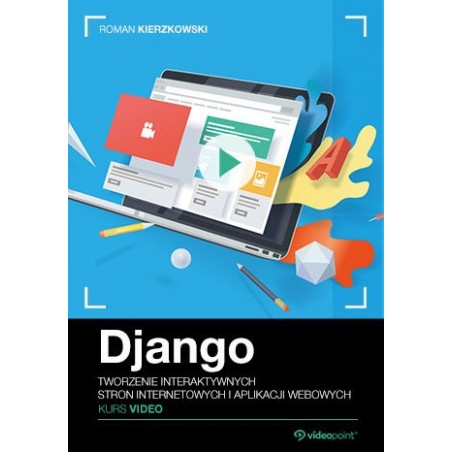 ROMAN KIERZKOWSKI
A
Django
TWORZENIE INTERAKTYWNYCH
STRON INTERNETOWYCH I APLIKACJI WEBOWYCH
KURS VIDEO
videopoint